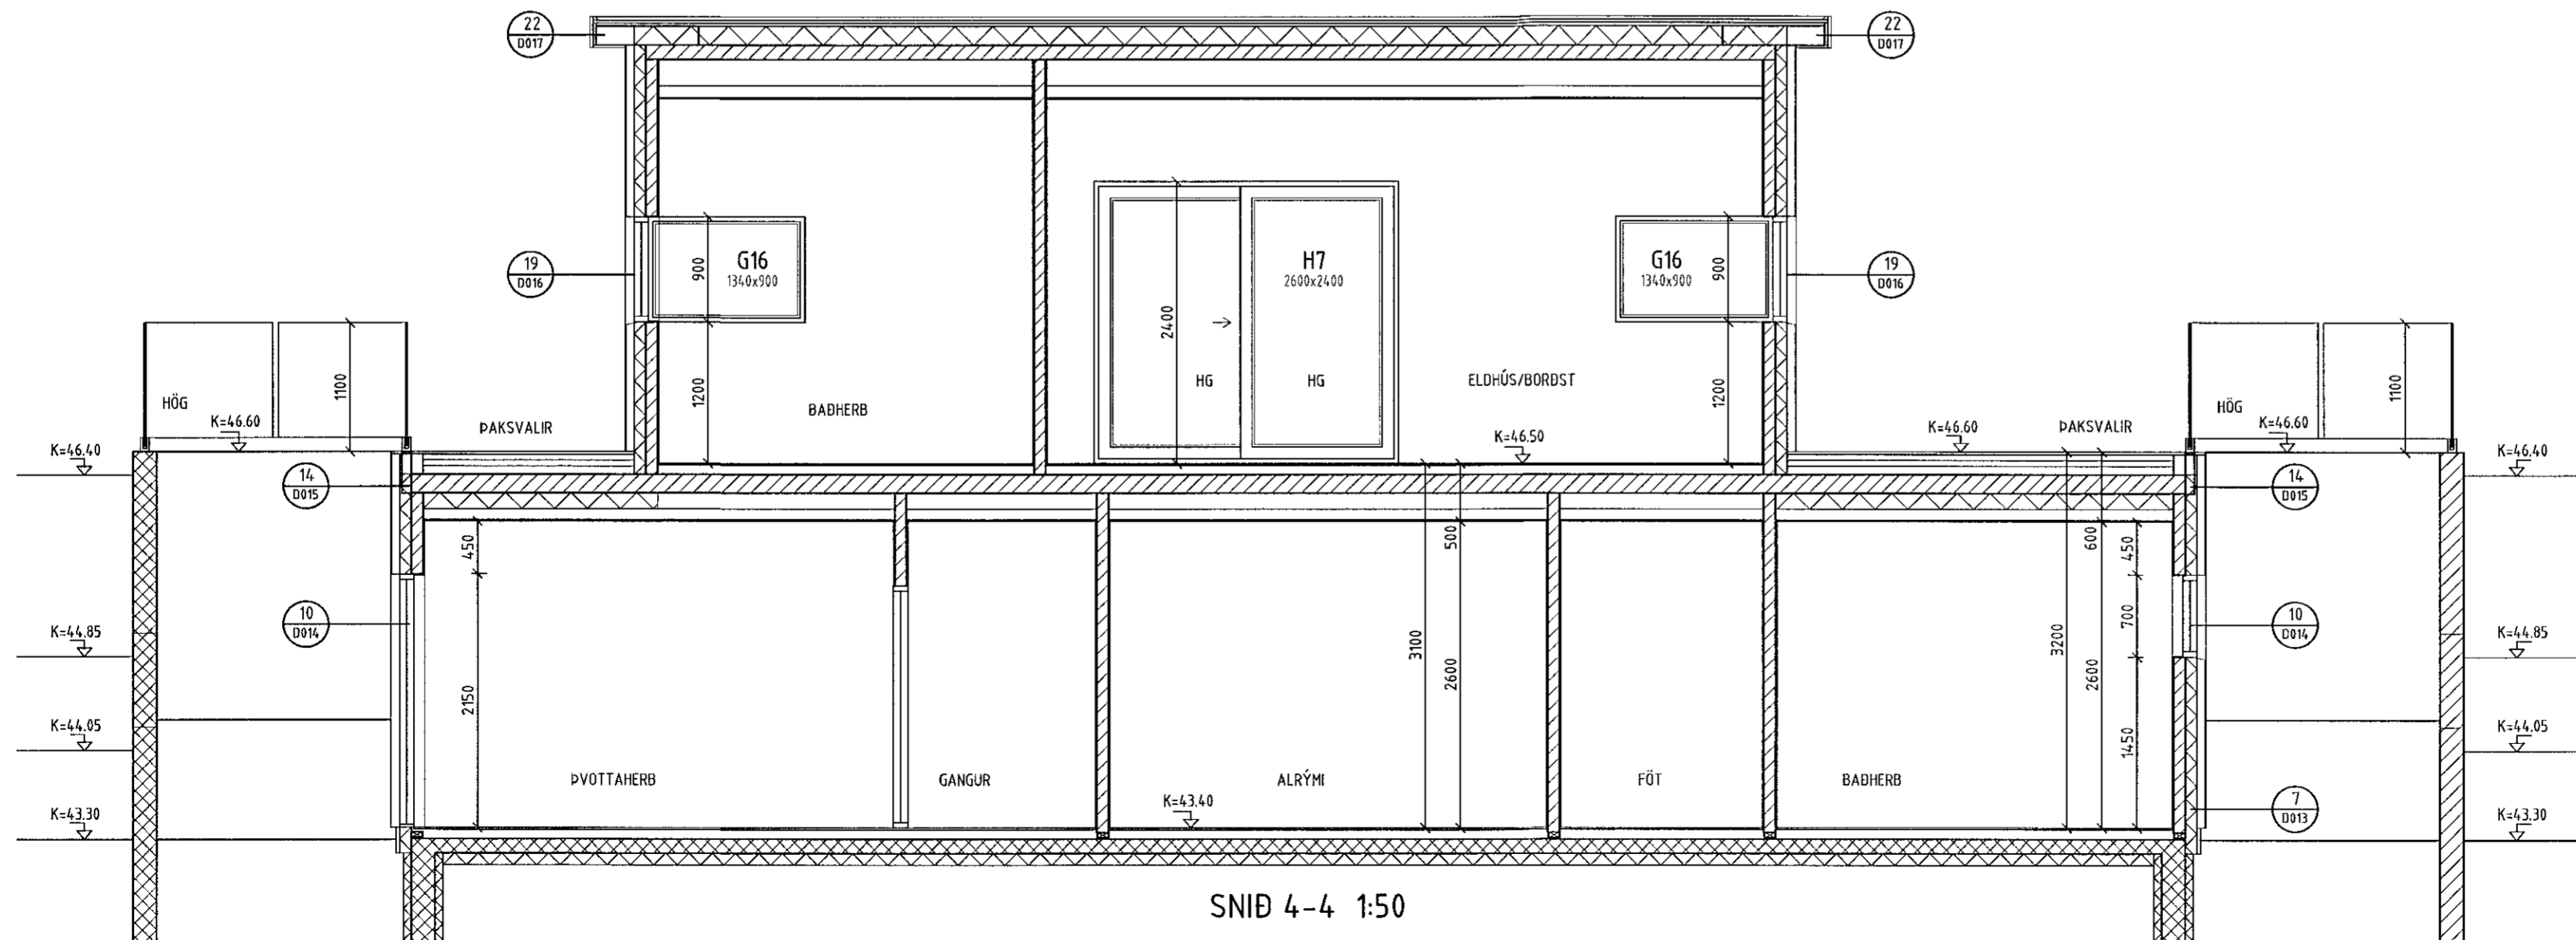 22
D017
22
D017
19
D016
G16
1340x900
900
1200
BAÐHERB
2400
HG
H7
2600x2400
HG
ELDHÚS/BORÐST
K=46.50
G16
1340x900
900
1200
19
D016
HÖG
K=46.60
1100
ÞAKSVALIR
K=46.60
ÞAKSVALIR
HÖG
K=46.60
1100
K=46.40
14
D015
14
D015
K=46.40
450
500
600
450
K=44.85
10
D014
2150
3100
2600
3200
2600
700
1450
10
D014
K=44.85
K=44.05
K=44.05
ÞVOTTAHERB
GANGUR
ALRÝMI
FÖT
BAÐHERB
K=43.30
K=43.40
7
D013
K=43.30
SNIÐ 4-4 1:50